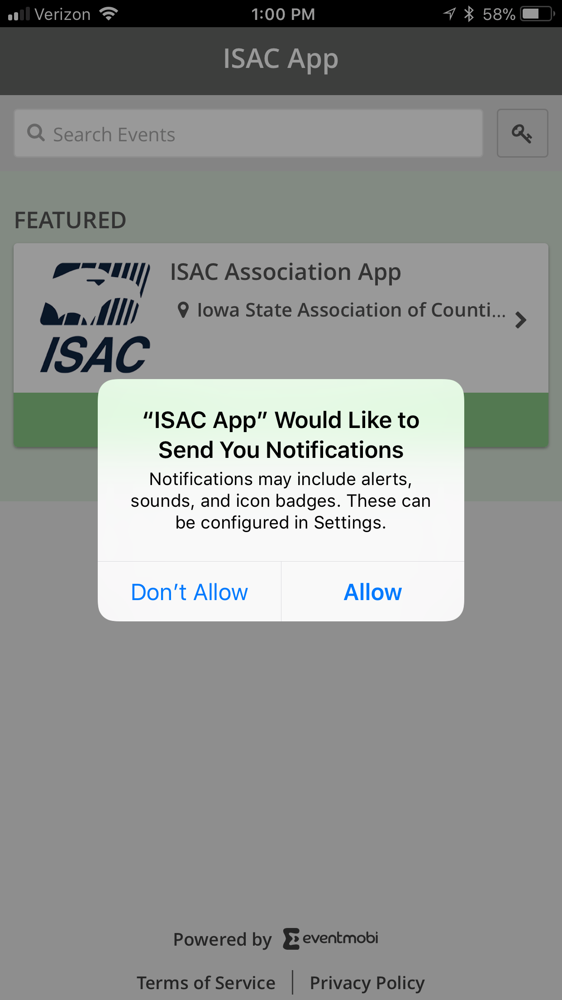 Verizon 1:00 PM 58%
ISAC App
Search Events
FEATURED
ISAC Association App
Iowa State Association of Counti...
ISAC
“ISAC App” Would Like to
Send You Notifications
Notifications may include alerts,
sounds, and icon badges. These can
be configured in Settings.
Don’t Allow Allow
Powered by eventmobi
Terms of Service | Privacy Policy